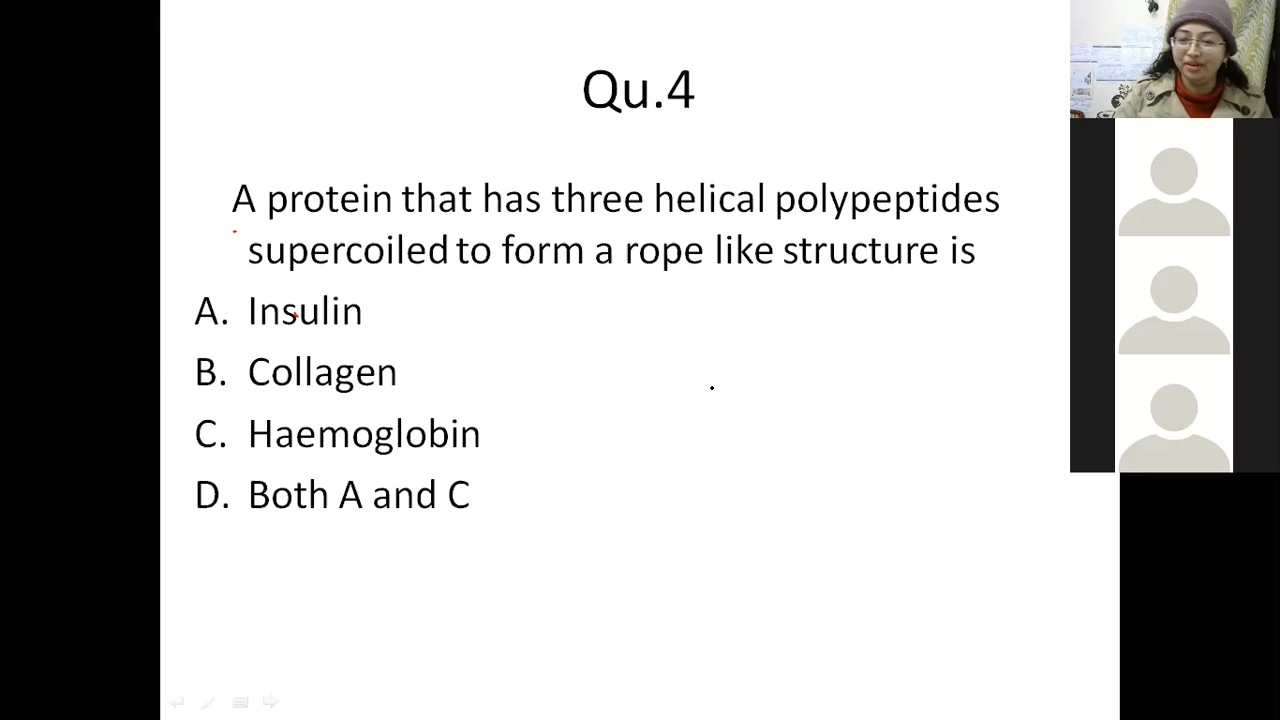 Qu.4
A protein that has three helical polypeptides
supercoiled to form a rope like structure is
A. Insulin
B. Collagen
C. Haemoglobin
D. Both A and C